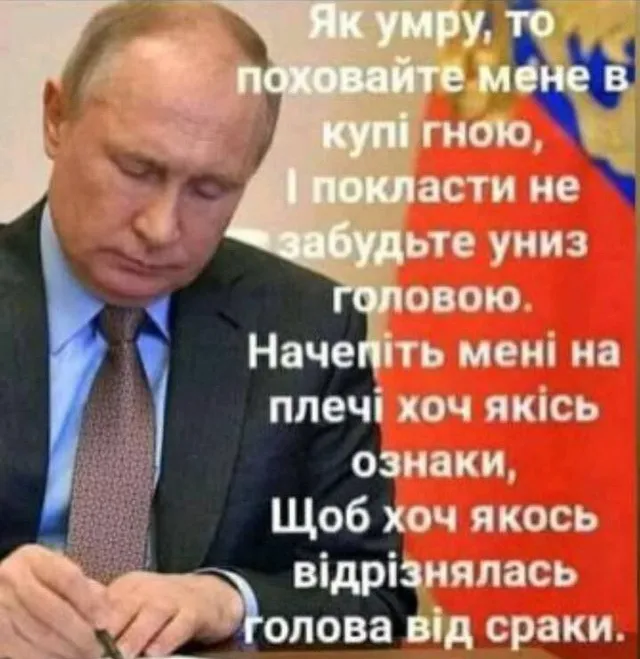 Як умру, то
поховайте мене в
купі гною,
І покласти не
забудьте униз
головою.
Начепіть мені на
плечі хоч якісь
ознаки,
Щоб хоч якось
відрізнялась
голова від сраки.